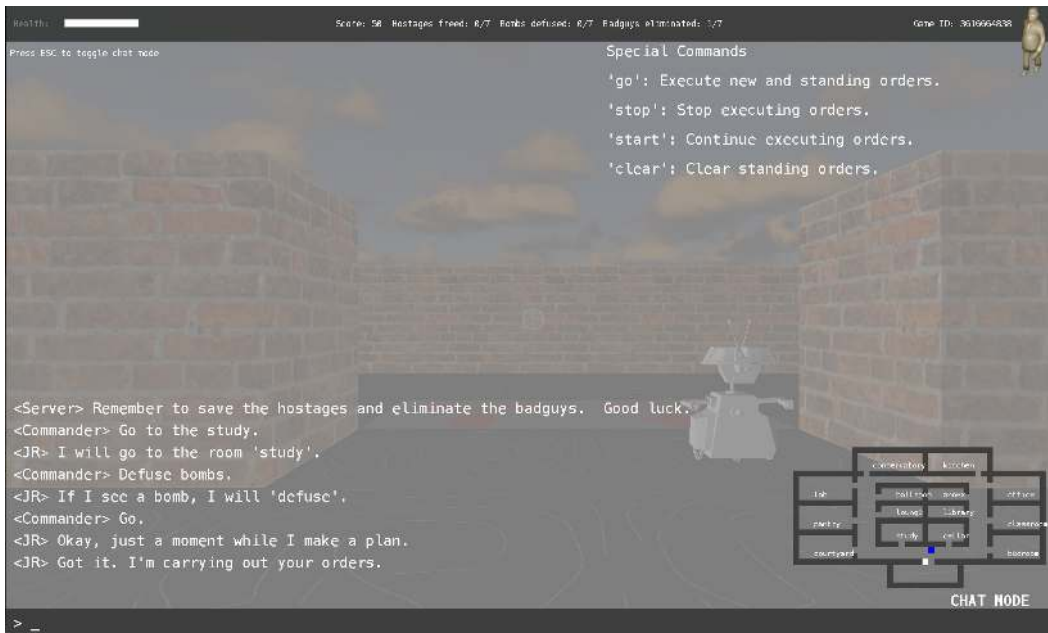 Health:
Score: 50 Hostages freed: 0/7 Bombs defused: 0/7 Badguys eliminated: 1/7
Game ID: 3616664838
Press ESC to toggle chat mode
Special Commands
'go': Execute new and standing orders.
'stop': Stop executing orders.
'start': Continue executing orders.
'clear': Clear standing orders.
<Server> Remember to save the hostages and eliminate the badguys. Good luck.
<Commander> Go to the study.
<JR> I will go to the room 'study'.
<Commander> Defuse bombs.
<JR> If I see a bomb, I will 'defuse'.
<Commander> Go.
<JR> Okay, just a moment while I make a plan.
<JR> Got it. I'm carrying out your orders.
conservatory kitchen
lab ballroom annex office
lounge library
pantry classroom
study cellar
courtyard
CHAT MODE
> _